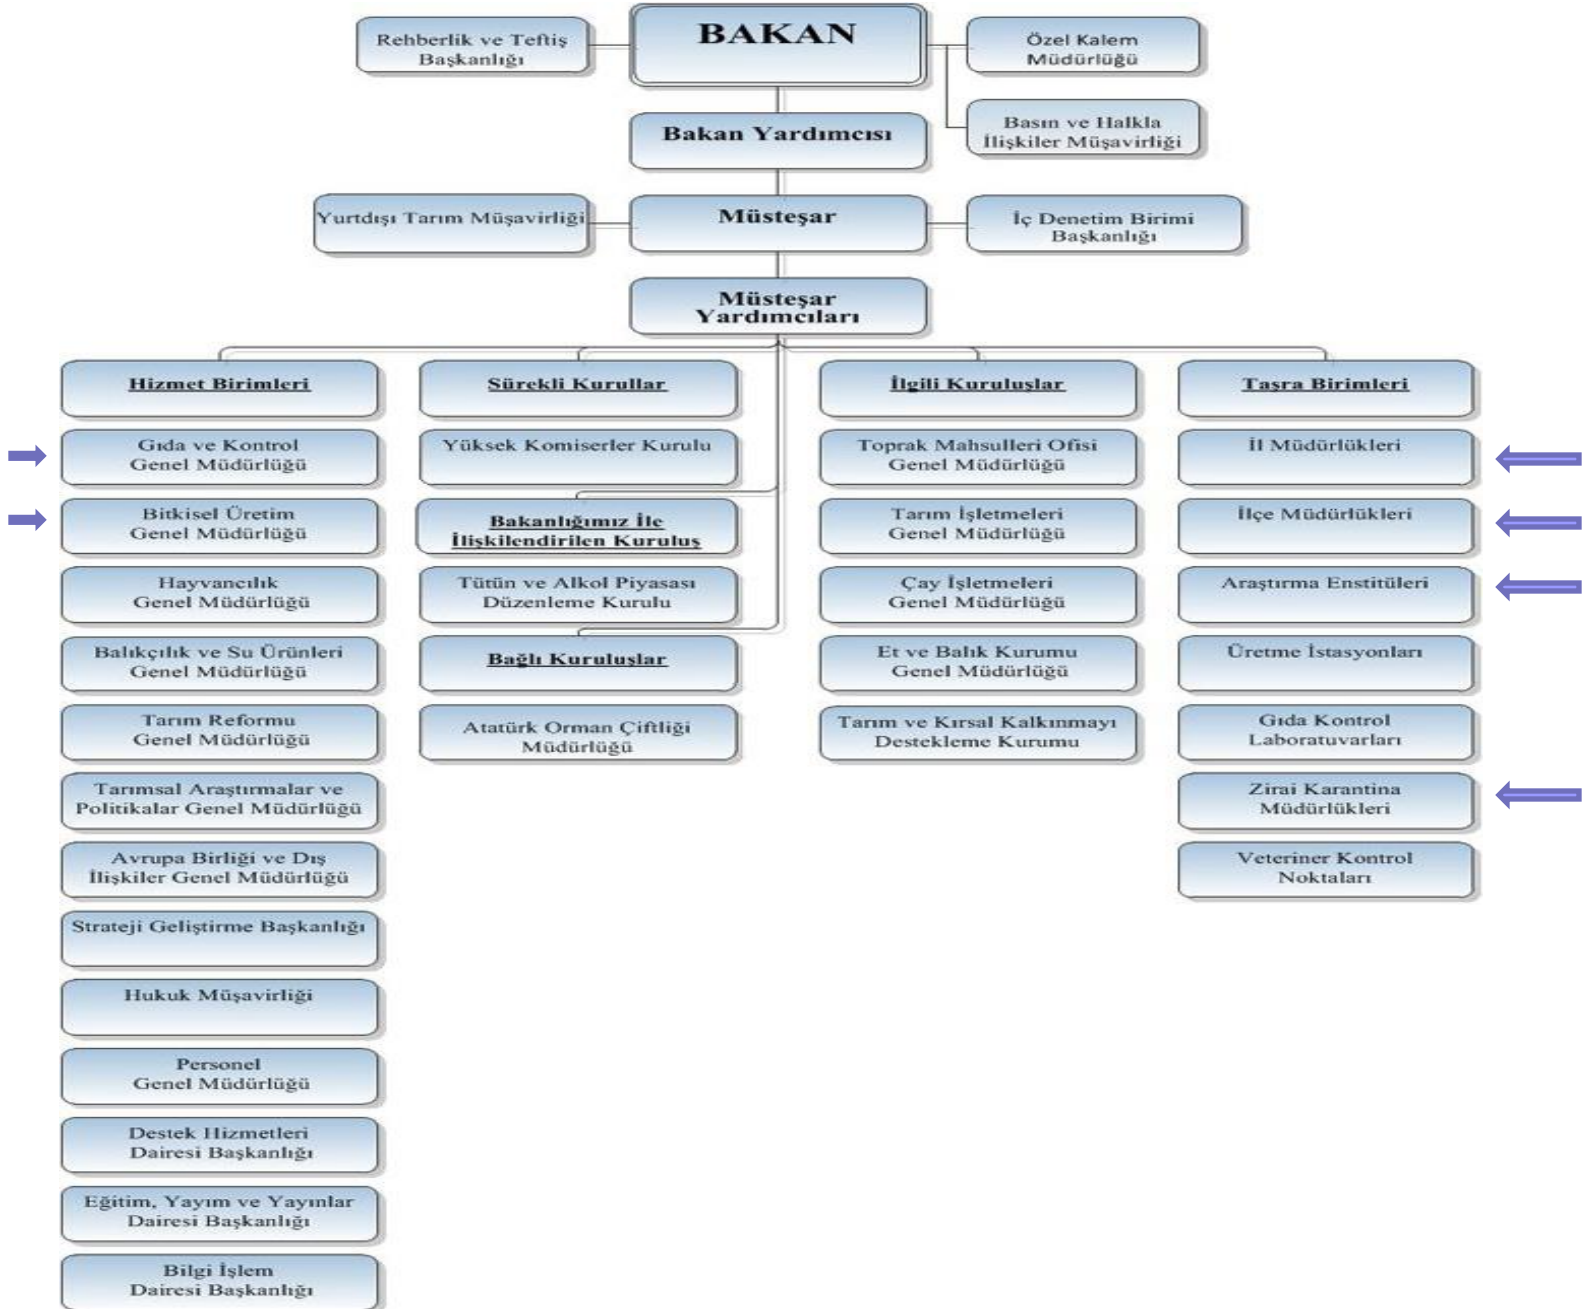 BAKAN
Rehberlik ve Teftiş
Başkanlığı
Özel Kalem
Müdürlüğü
Basın ve Halkla
İlişkiler Müşavirliği
Bakan Yardımcısı
Yurtdışı Tarım Müşavirliği
Müsteşar
İç Denetim Birimi
Başkanlığı
Müsteşar
Yardımcıları
Hizmet Birimleri
Gıda ve Kontrol
Genel Müdürlüğü
Bitkisel Üretim
Genel Müdürlüğü
Hayvancılık
Genel Müdürlüğü
Balıkçılık ve Su Ürünleri
Genel Müdürlüğü
Tarım Reformu
Genel Müdürlüğü
Tarımsal Araştırmalar ve
Politikalar Genel Müdürlüğü
Avrupa Birliği ve Dış
İlişkiler Genel Müdürlüğü
Strateji Geliştirme Başkanlığı
Hukuk Müşavirliği
Personel
Genel Müdürlüğü
Destek Hizmetleri
Dairesi Başkanlığı
Eğitim, Yayım ve Yayınlar
Dairesi Başkanlığı
Bilgi İşlem
Dairesi Başkanlığı
Sürekli Kurullar
Yüksek Komiserler Kurulu
Bakanlığımız İle
İlişkilendirilen Kuruluş
Tütün ve Alkol Piyasası
Düzenleme Kurulu
Bağlı Kuruluşlar
Atatürk Orman Çiftliği
Müdürlüğü
İlgili Kuruluşlar
Toprak Mahsulleri Ofisi
Genel Müdürlüğü
Tarım İşletmeleri
Genel Müdürlüğü
Çay İşletmeleri
Genel Müdürlüğü
Et ve Balık Kurumu
Genel Müdürlüğü
Tarım ve Kırsal Kalkınmayı
Destekleme Kurumu
Taşra Birimleri
İl Müdürlükleri
İlçe Müdürlükleri
Araştırma Enstitüleri
Üretme İstasyonları
Gıda Kontrol
Laboratuvarları
Zirai Karantina
Müdürlükleri
Veteriner Kontrol
Noktaları